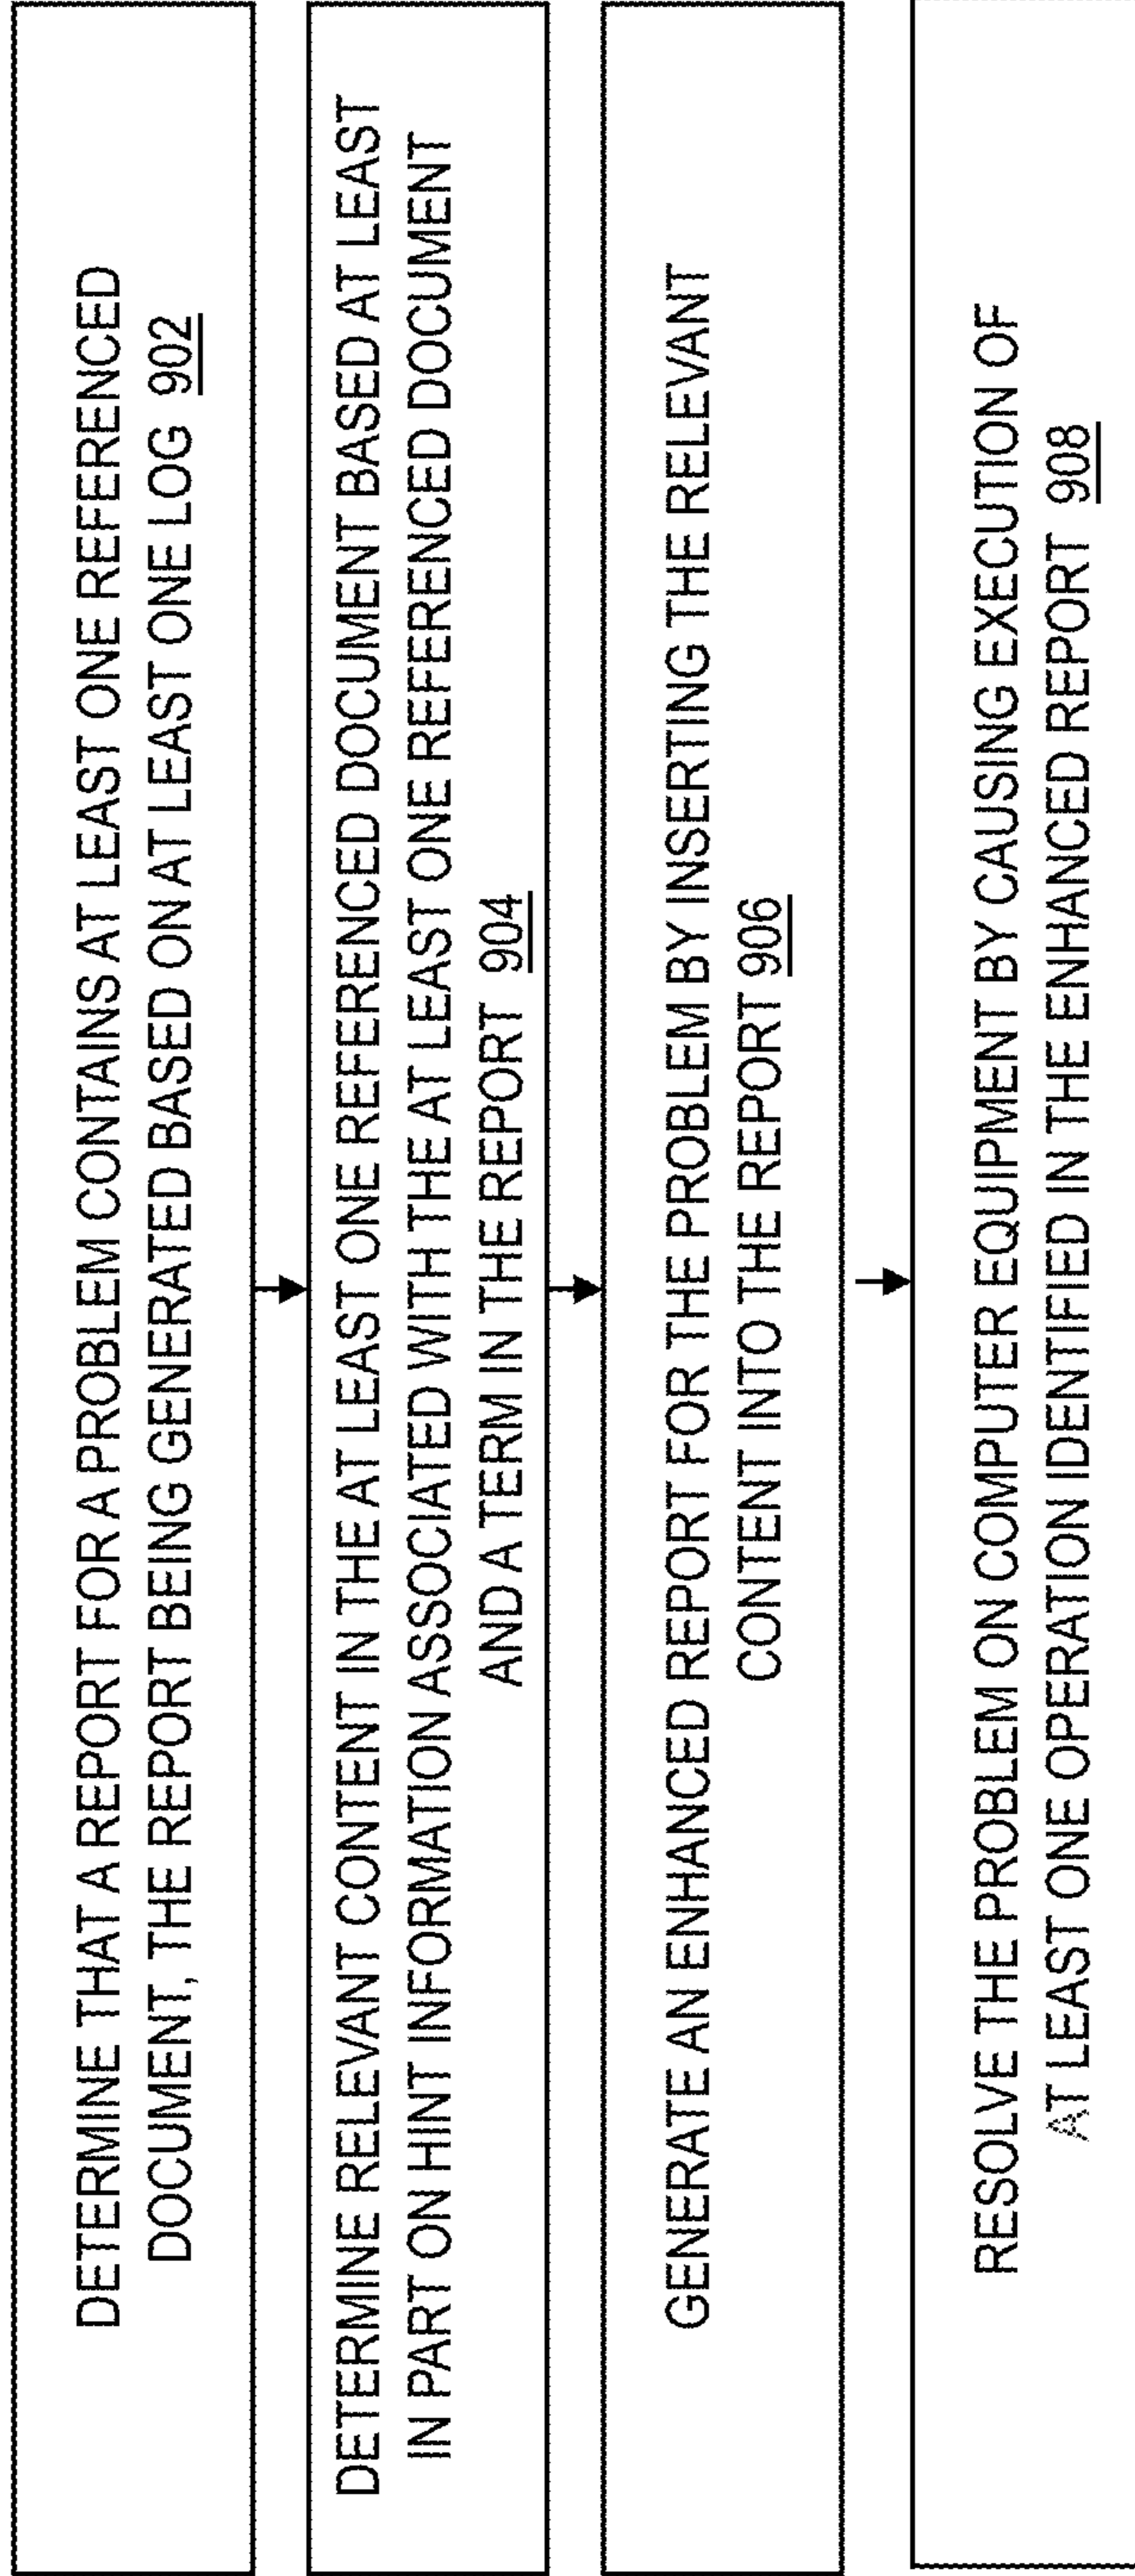 DETERMINE THAT A REPORT FOR A PROBLEM CONTAINS AT LEAST ONE REFERENCED
DOCUMENT, THE REPORT BEING GENERATED BASED ON AT LEAST ONE LOG 902
DETERMINE RELEVANT CONTENT IN THE AT LEAST ONE REFERENCED DOCUMENT BASED AT LEAST
IN PART ON HINT INFORMATION ASSOCIATED WITH THE AT LEAST ONE REFERENCED DOCUMENT
AND A TERM IN THE REPORT 904
GENERATE AN ENHANCED REPORT FOR THE PROBLEM BY INSERTING THE RELEVANT
CONTENT INTO THE REPORT 906
RESOLVE THE PROBLEM ON COMPUTER EQUIPMENT BY CAUSING EXECUTION OF
AT LEAST ONE OPERATION IDENTIFIED IN THE ENHANCED REPORT 908